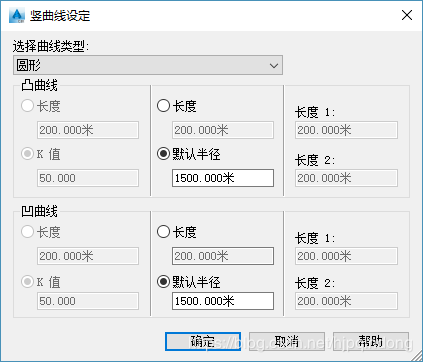 竖曲线设定
选择曲线类型:
圆形
凸曲线
长度
200.000米
K 值
50.000
长度
200.000米
默认半径
1500.000米
长度 1:
200.000米
长度 2:
200.000米
凹曲线
长度
200.000米
K 值
50.000
长度
200.000米
默认半径
1500.000米
长度 1:
200.000米
长度 2:
200.000米
确定
取消
帮助